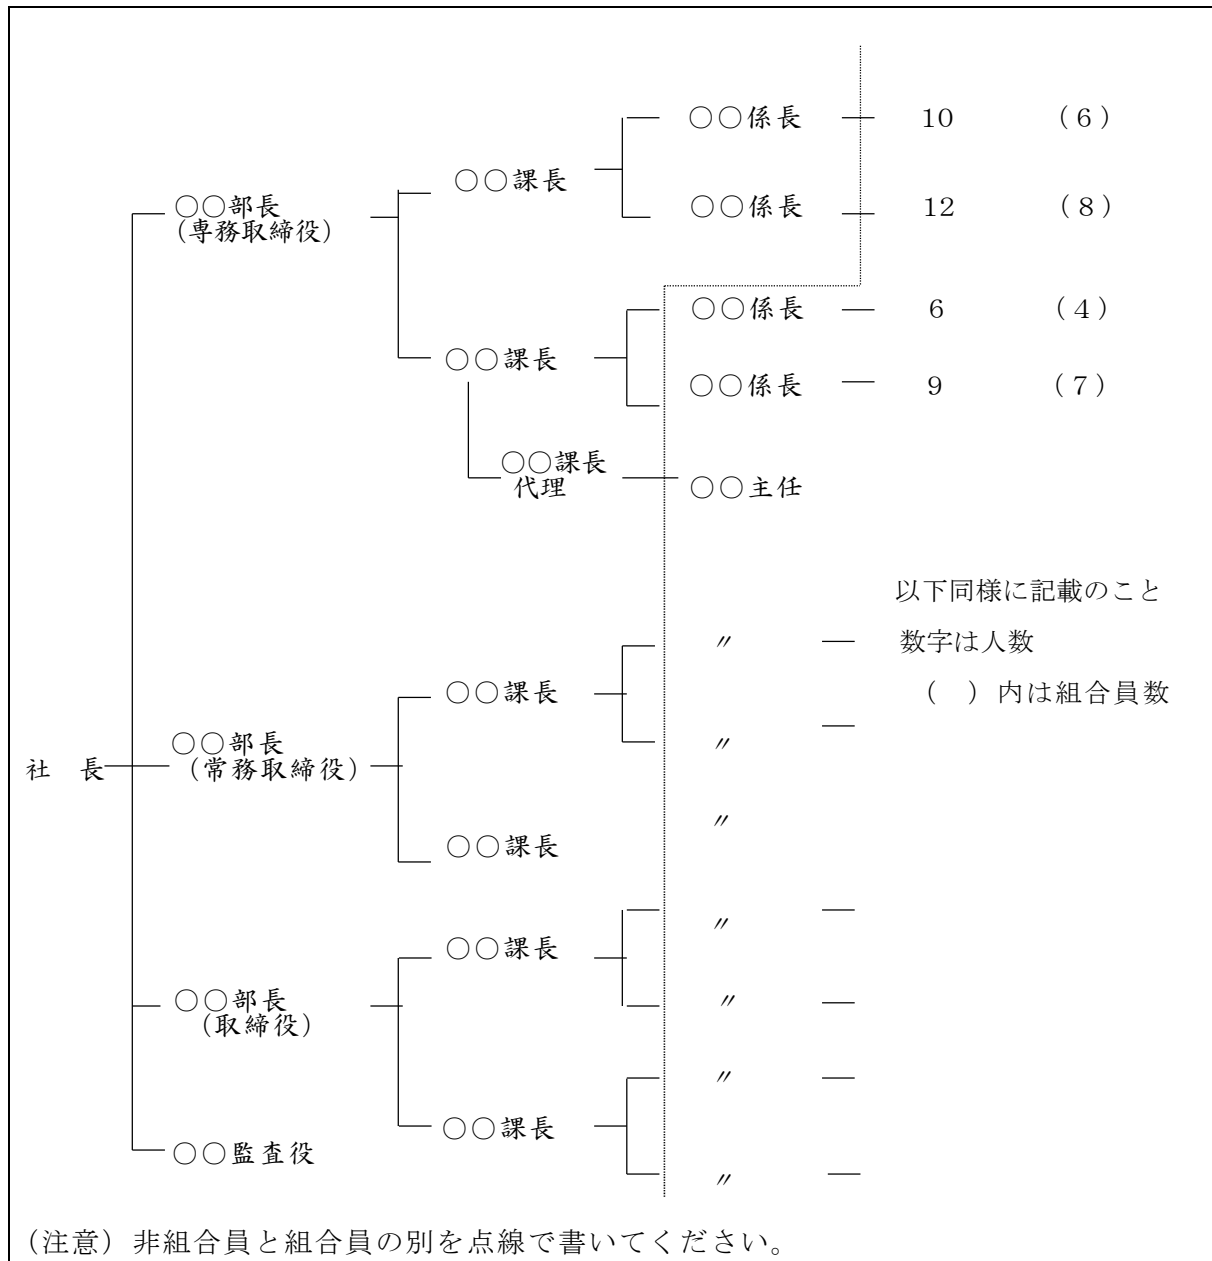 ○○係長 10 (6)
○○課長
○○部長
(専務取締役)
○○係長 12 (8)
○○係長 6 (4)
○○課長
○○係長 9 (7)
○○課長
代理
○○主任
以下同様に記載のこと
〃 数字は人数
○○課長
( )内は組合員数
○○部長
(常務取締役)
〃
社 長
〃
○○課長
〃
○○課長
○○部長
(取締役)
〃
〃
○○課長
○○監査役
〃
(注意)非組合員と組合員の別を点線で書いてください。